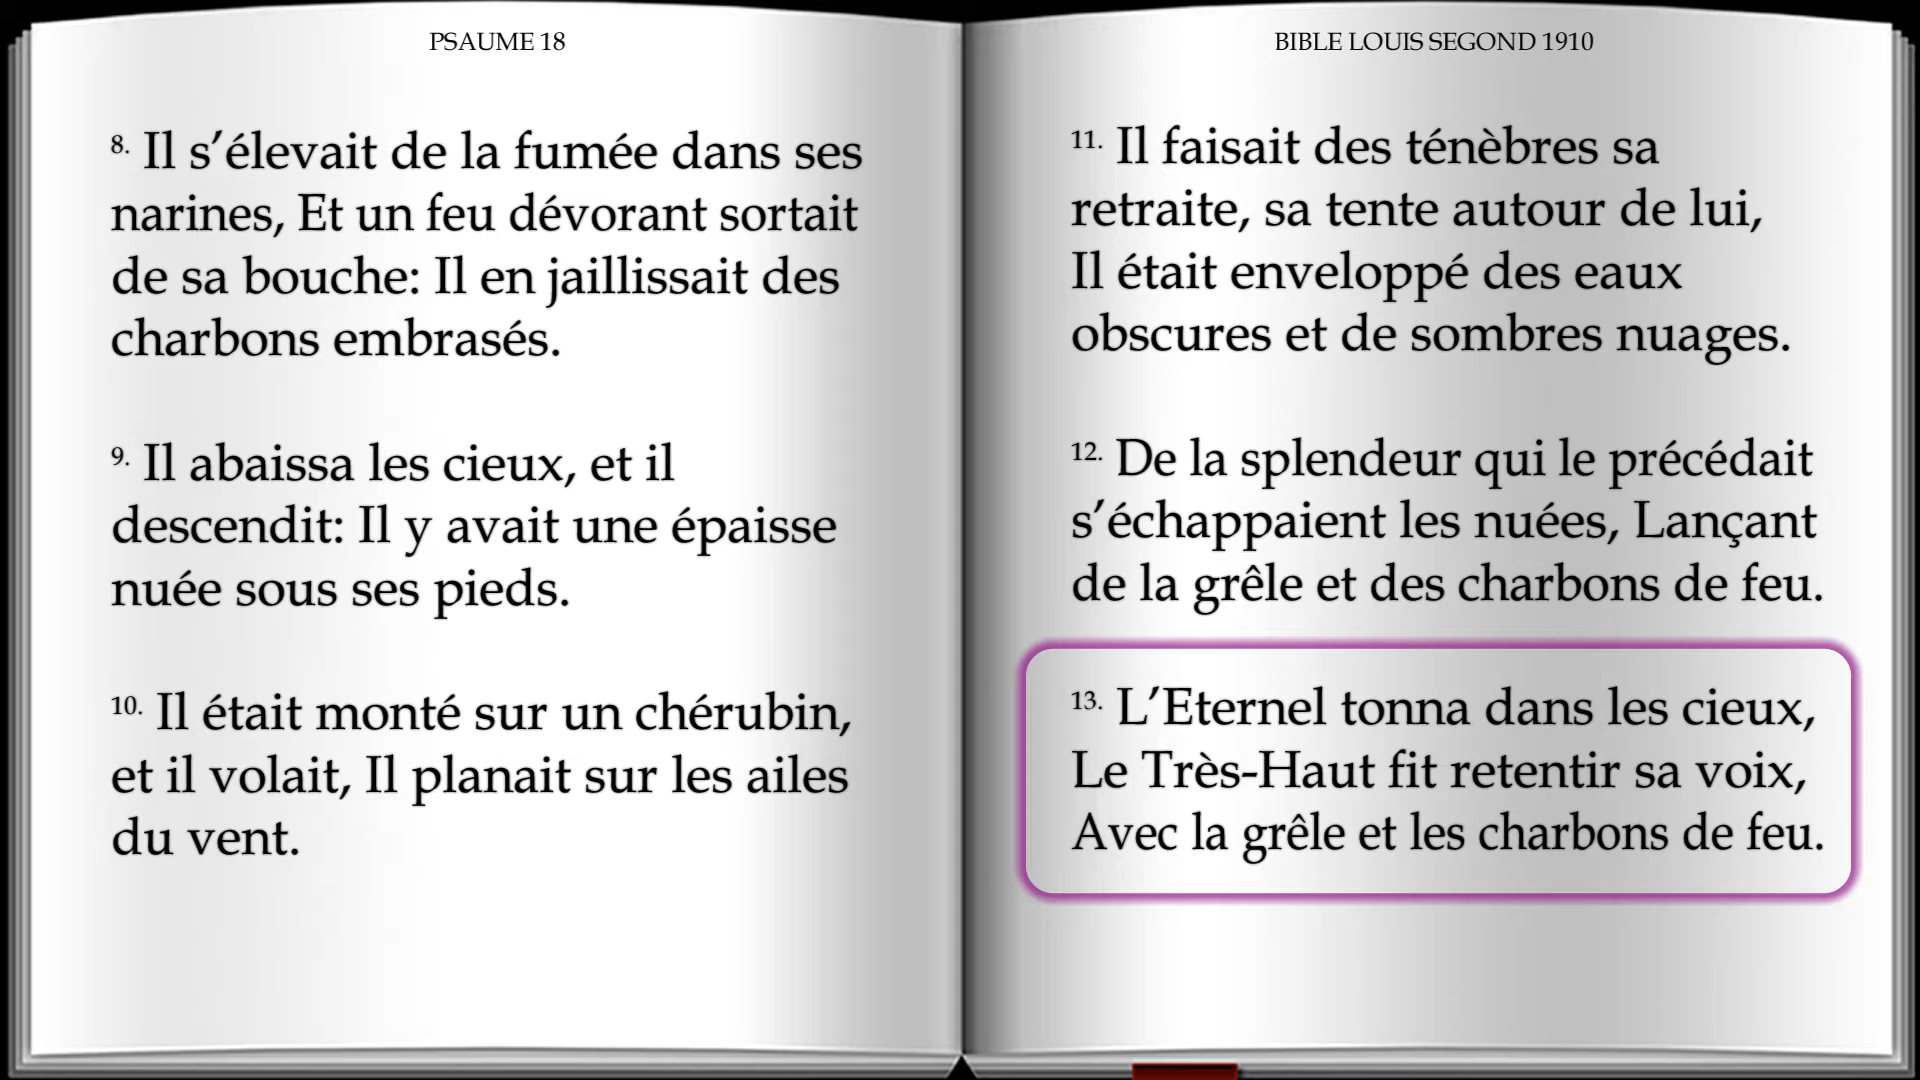 PSAUME 18
8. Il s’élevait de la fumée dans ses
narines, Et un feu dévorant sortait
de sa bouche: Il en jaillissait des
charbons embrasés.
9. Il abaissa les cieux, et il
descendit: Il y avait une épaisse
nuée sous ses pieds.
10. Il était monté sur un chérubin,
et il volait, Il planait sur les ailes
du vent.
BIBLE LOUIS SEGOND 1910
11. Il faisait des ténèbres sa
retraite, sa tente autour de lui,
Il était enveloppé des eaux
obscures et de sombres nuages.
12. De la splendeur qui le précédait
s’échappaient les nuées, Lançant
de la grêle et des charbons de feu.
13. L’Eternel tonna dans les cieux,
Le Très-Haut fit retentir sa voix,
Avec la grêle et les charbons de feu.